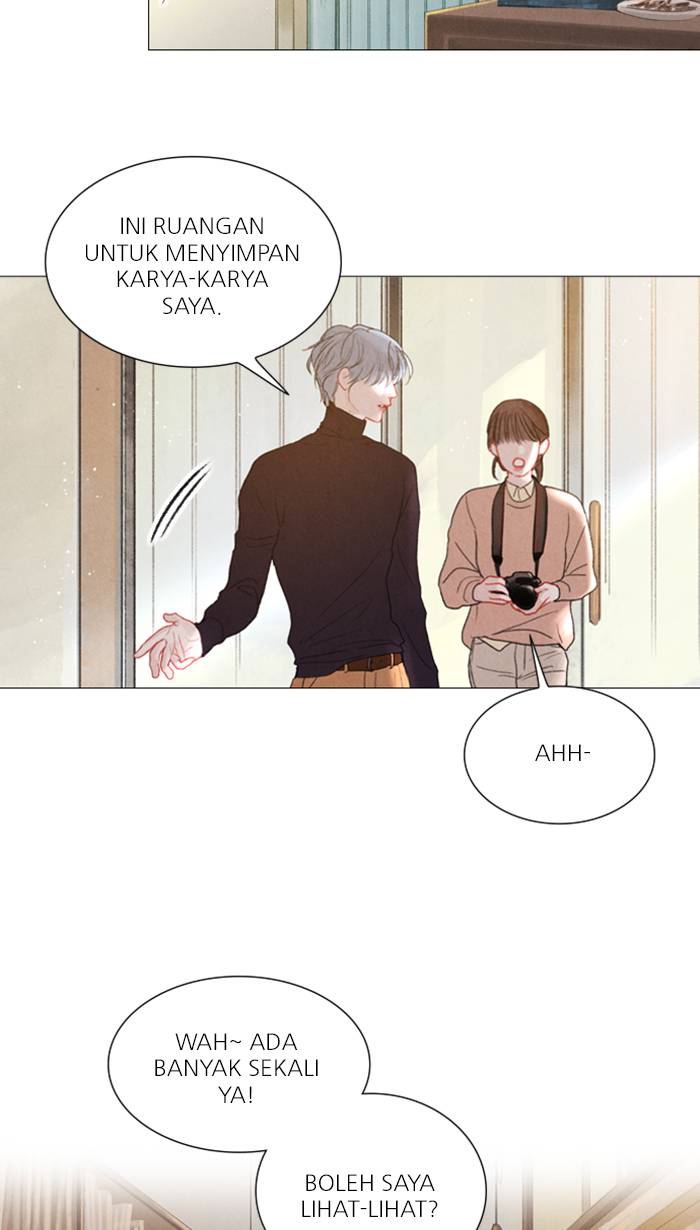 INI RUANGAN
UNTUK MENYIMPAN
KARYA-KARYA
SAYA.
AHH-
WAH~ ADA
BANYAK SEKALI
YA!
BOLEH SAYA
LIHAT-LIHAT?